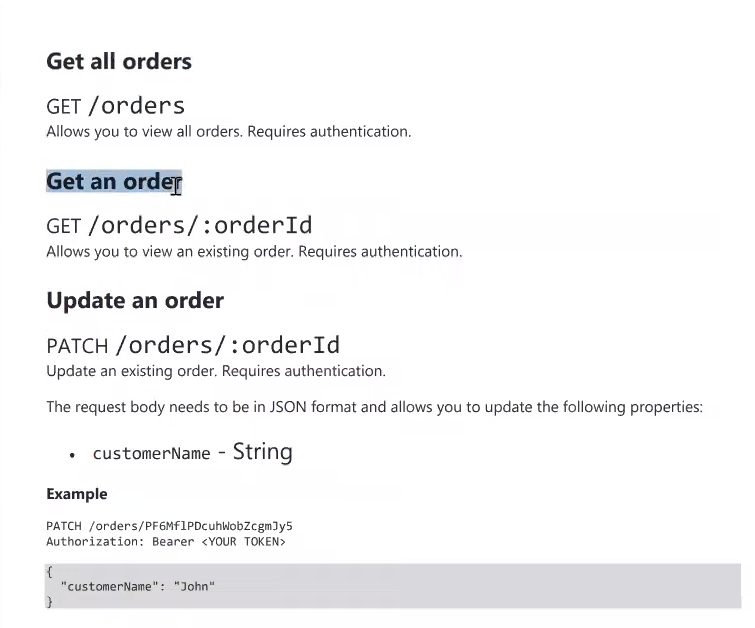 Get all orders
GET /orders
Allows you to view all orders. Requires authentication.
Get an order
GET /orders/:orderId
Allows you to view an existing order. Requires authentication.
Update an order
PATCH /orders/:orderId
Update an existing order. Requires authentication.
The request body needs to be in JSON format and allows you to update the following properties:
• customerName - String
Example
PATCH /orders/PF6MflPDcuhWobZcgmJy5
Authorization: Bearer <YOUR TOKEN>
{
"customerName": "John"
}